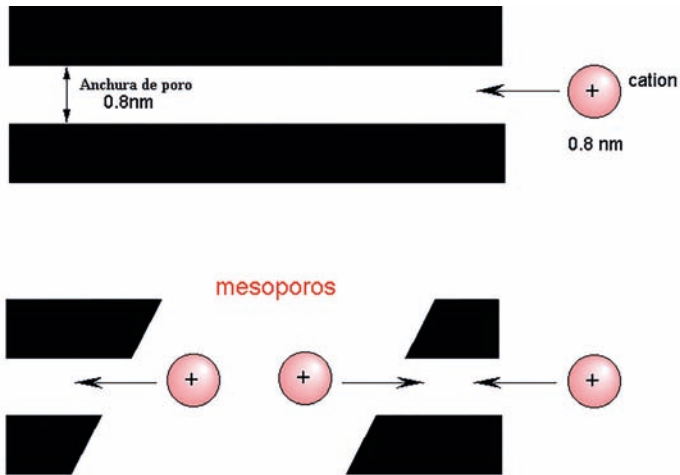 Anchura de poro
0.8nm
+
cation
0.8 nm
mesoporos
+
+
+